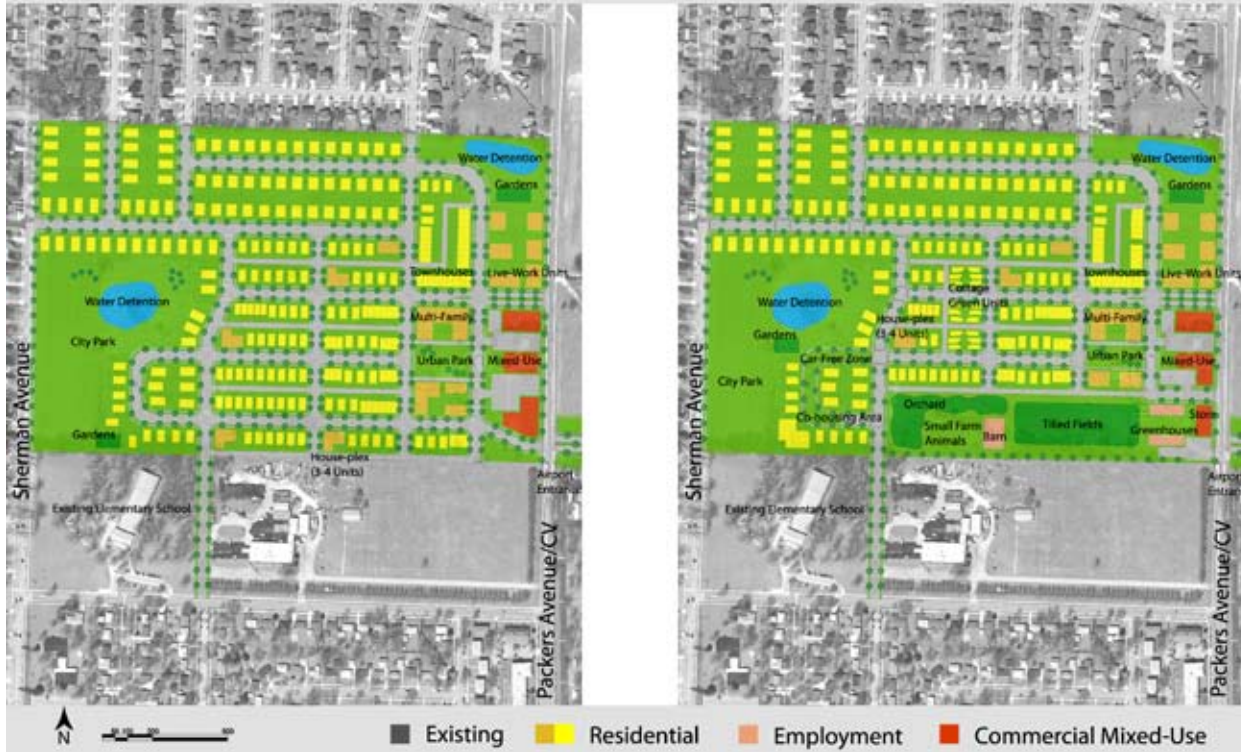 Water Detention
Gardens
Townhouses
Live-Work Units
Water Detention
Multi-Family
City Park
Urban Park
Mixed-Use
Gardens
House-plex
(3-4 Units)
Airport
Entrance
Existing Elementary School
Sherman Avenue
Packers Avenue/CV
Water Detention
Gardens
Townhouses
Live-Work Units
Cottage
Green Units
Water Detention
House-plex
(3-4 Units)
Multi-Family
Gardens
Car-Free Zone
Urban Park
Mixed-Use
City Park
Co-housing Area
Orchard
Small Farm
Animals
Barn
Tilled Fields
Greenhouses
Store
Airport
Entrance
Existing Elementary School
Sherman Avenue
Packers Avenue/CV
N
Existing
Residential
Employment
Commercial Mixed-Use